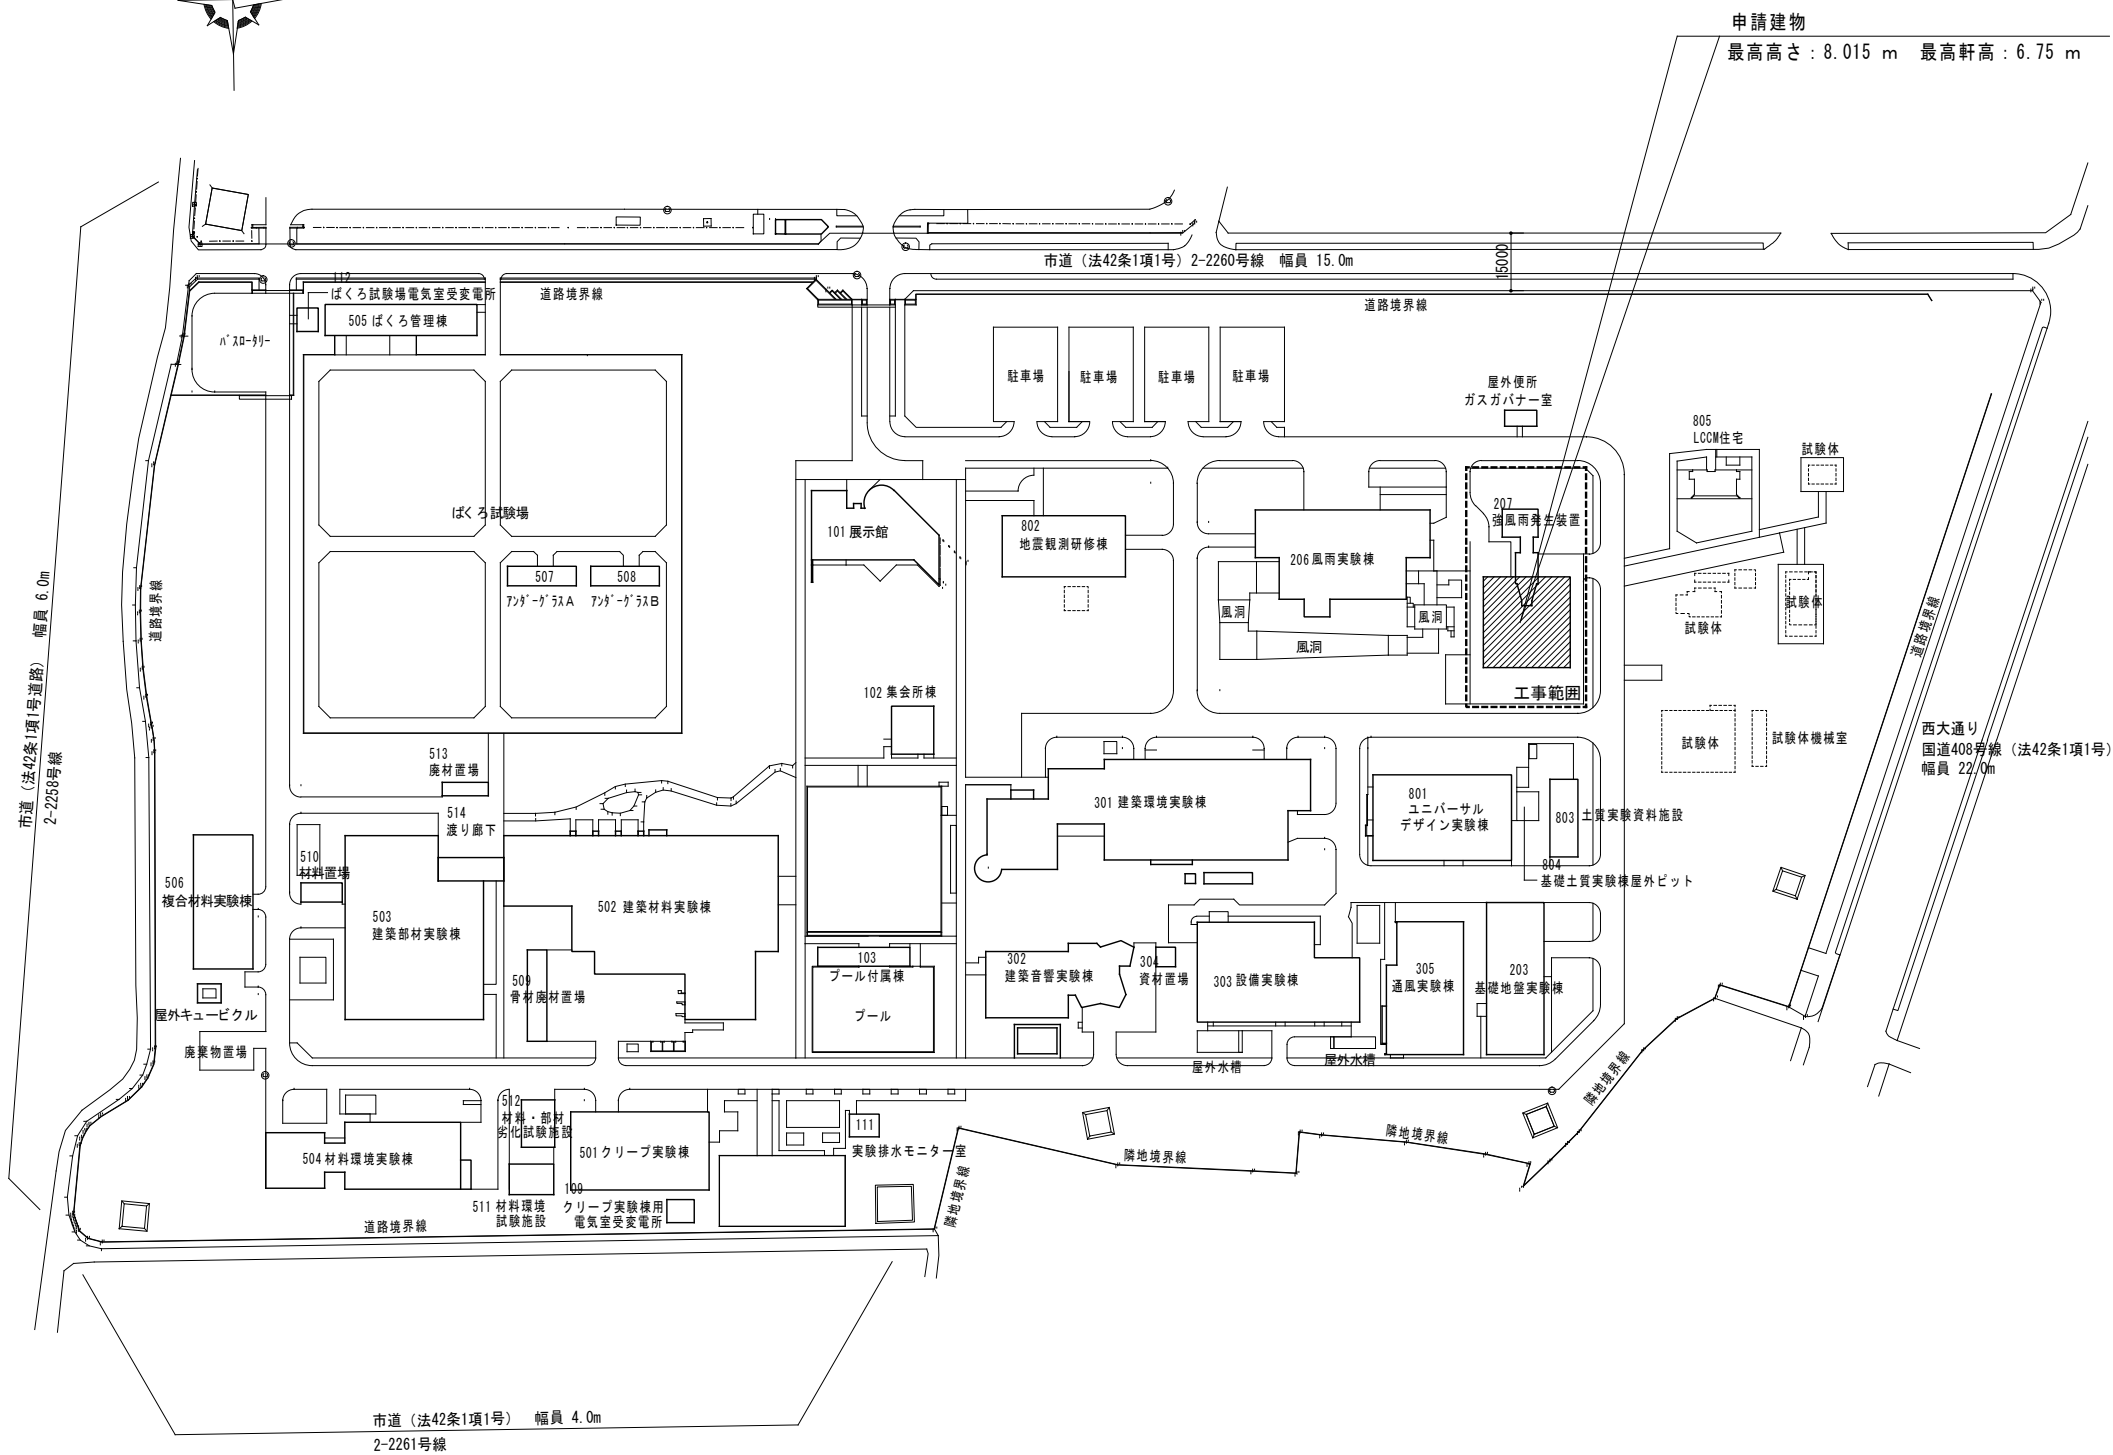 申請建物
最高高さ：8.015 m　最高軒高：6.75 m
市道（法42条1項1号）2-2260号線　幅員 15.0m
15000
112
ばくろ試験場電気室受変電所
道路境界線
道路境界線
505 ばくろ管理棟
バスロータリー
駐車場
駐車場
駐車場
駐車場
屋外便所
ガスガバナー室
805
LCCM住宅
試験体
ばくろ試験場
101 展示館
802
地震観測研修棟
206 風雨実験棟
207
強風雨発生装置
507
アンダーグラスA
508
アンダーグラスB
風洞
風洞
風洞
試験体
試験体
道路境界線
道路境界線
市道（法42条1項1号道路）　幅員 6.0m
2-2258号線
102 集会所棟
工事範囲
試験体
試験体機械室
西大通り
国道408号線（法42条1項1号）
幅員 22.0m
513
廃材置場
514
渡り廊下
301 建築環境実験棟
801
ユニバーサル
デザイン実験棟
803 土質実験資料施設
804
基礎土質実験棟屋外ピット
510
材料置場
506
複合材料実験棟
503
建築部材実験棟
502 建築材料実験棟
103
プール付属棟
プール
302
建築音響実験棟
304
資材置場
303 設備実験棟
305
通風実験棟
203
基礎地盤実験棟
509
骨材廃材置場
屋外キュービクル
廃棄物置場
屋外水槽
屋外水槽
隣地境界線
512
材料・部材
劣化試験施設
504 材料環境実験棟
501 クリープ実験棟
111
実験排水モニター室
隣地境界線
隣地境界線
隣地境界線
511 材料環境
試験施設
109
クリープ実験棟用
電気室受変電所
道路境界線
市道（法42条1項1号）　幅員 4.0m
2-2261号線